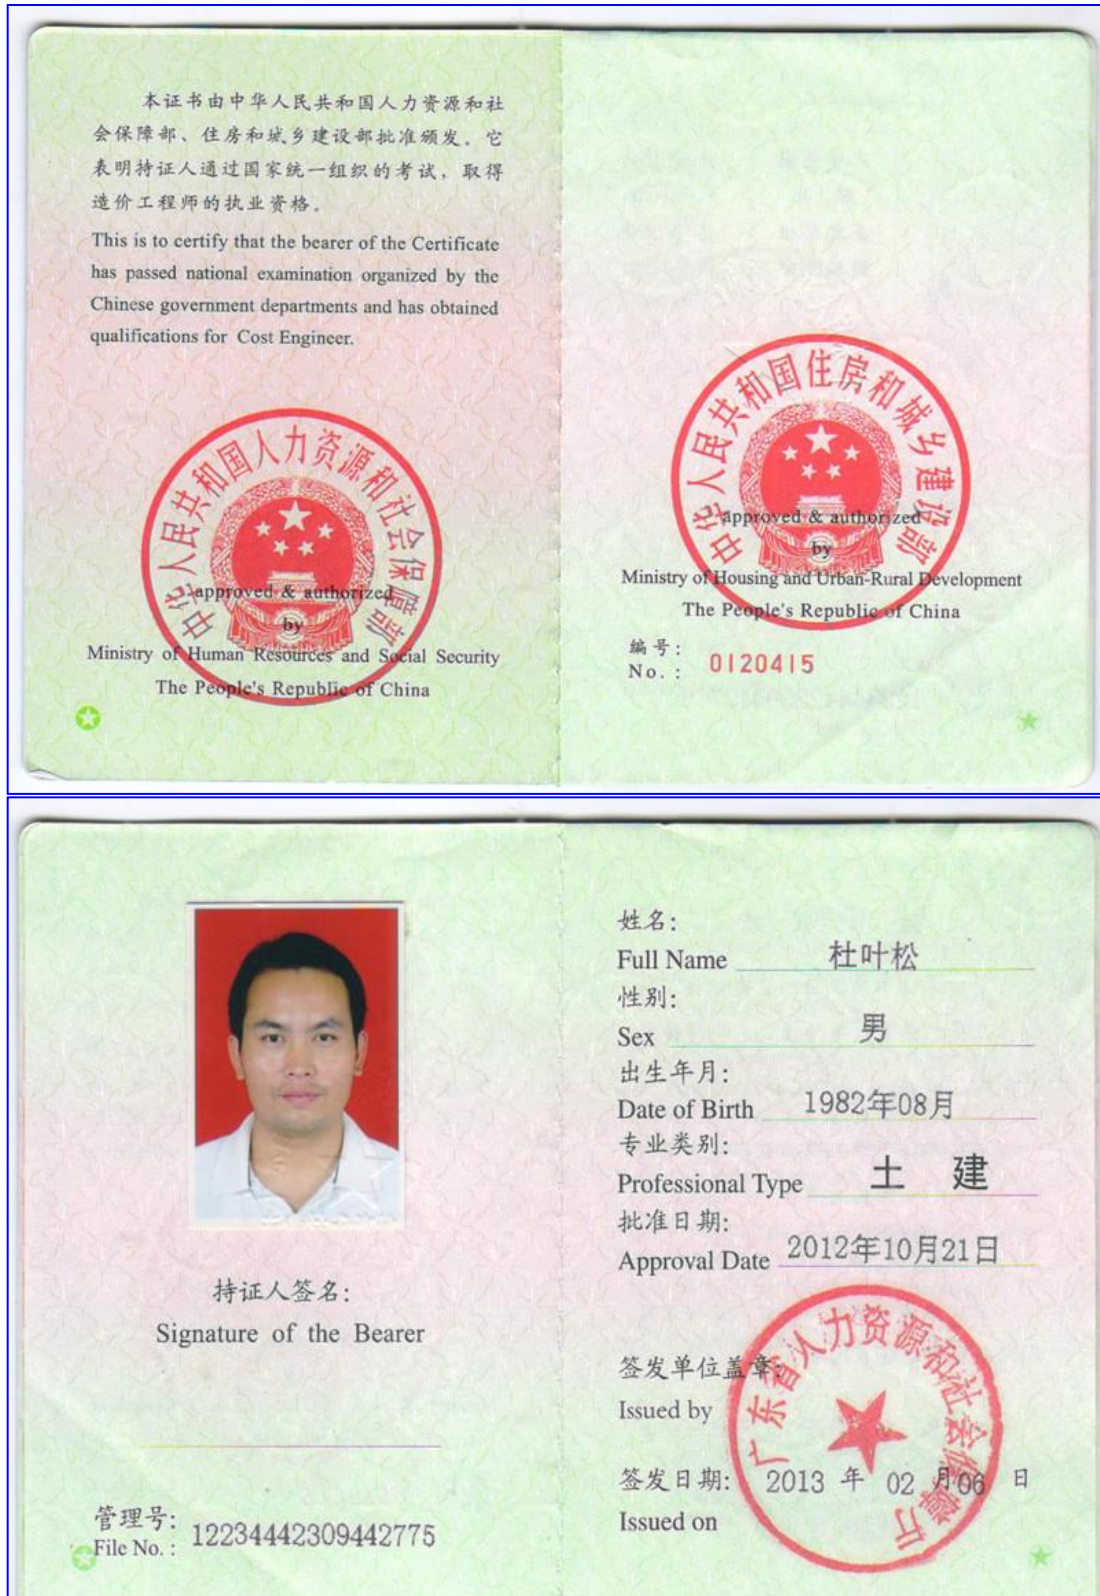 本证书由中华人民共和国人力资源和社
会保障部、住房和城乡建设部批准颁发。它
表明持证人通过国家统一组织的考试，取得
造价工程师的执业资格。
This is to certify that the bearer of the Certificate
has passed national examination organized by the
Chinese government departments and has obtained
qualifications for Cost Engineer.
中华人民共和国人力资源和社会保障部
approved & authorized
by
Ministry of Human Resources and Social Security
The People's Republic of China
中华人民共和国住房和城乡建设部
approved & authorized
by
Ministry of Housing and Urban-Rural Development
The People's Republic of China
编号:
No.: 0120415
持证人签名:
Signature of the Bearer
管理号:
File No.: 12234442309442775
姓名:
Full Name 杜叶松
性别:
Sex 男
出生年月:
Date of Birth 1982年08月
专业类别:
Professional Type 土 建
批准日期:
Approval Date 2012年10月21日
签发单位盖章:
Issued by
广东省人力资源和社会保障厅
签发日期: 2013 年 02 月 06 日
Issued on